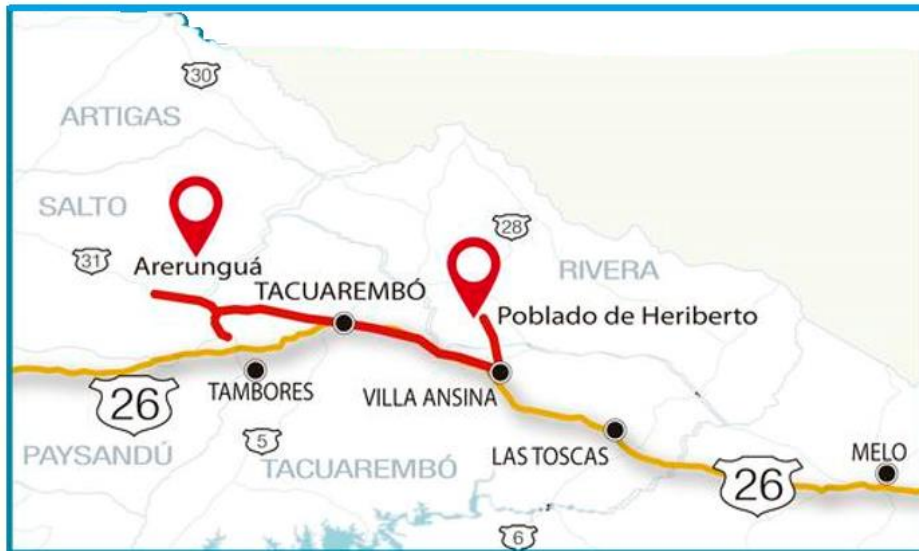 30
ARTIGAS
SALTO
28
31
Arerunguá
RIVERA
TACUAREMBÓ
Poblado de Heriberto
26
TAMBORES
VILLA ANSINA
5
PAYSANDÚ
TACUAREMBÓ
LAS TOSCAS
MELO
26
6